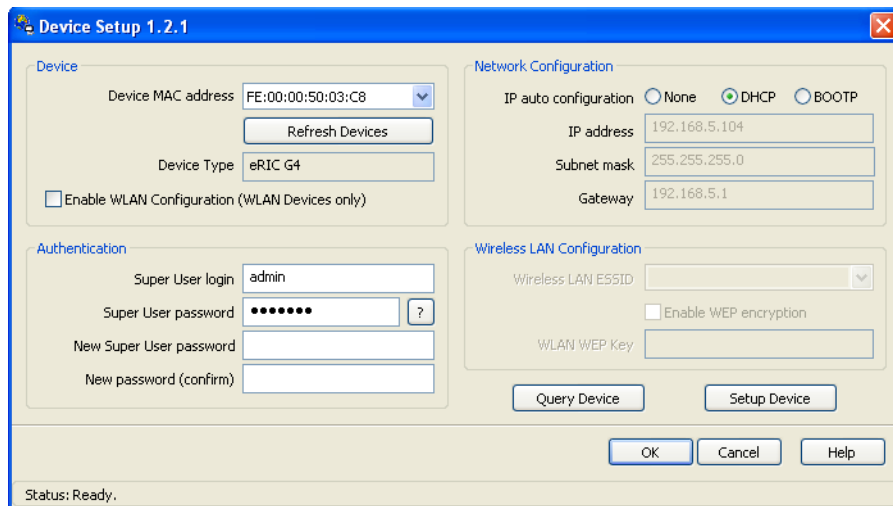 Device Setup 1.2.1
Device
Device MAC address FE:00:00:50:03:C8
Refresh Devices
Device Type eRIC G4
Enable WLAN Configuration (WLAN Devices only)
Network Configuration
IP auto configuration None DHCP BOOTP
IP address 192.168.5.104
Subnet mask 255.255.255.0
Gateway 192.168.5.1
Authentication
Super User login admin
Super User password ●●●●●●● ?
New Super User password
New password (confirm)
Wireless LAN Configuration
Wireless LAN ESSID
Enable WEP encryption
WLAN WEP Key
Query Device Setup Device
OK Cancel Help
Status: Ready.